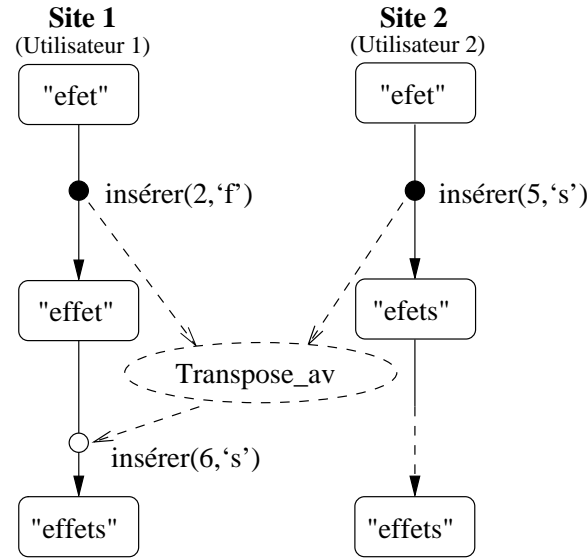 Site 1
(Utilisateur 1)
Site 2
(Utilisateur 2)
"efet"
"efet"
insérer(2,‘f’)
insérer(5,‘s’)
"effet"
"efets"
Transpose_av
insérer(6,‘s’)
"effets"
"effets"